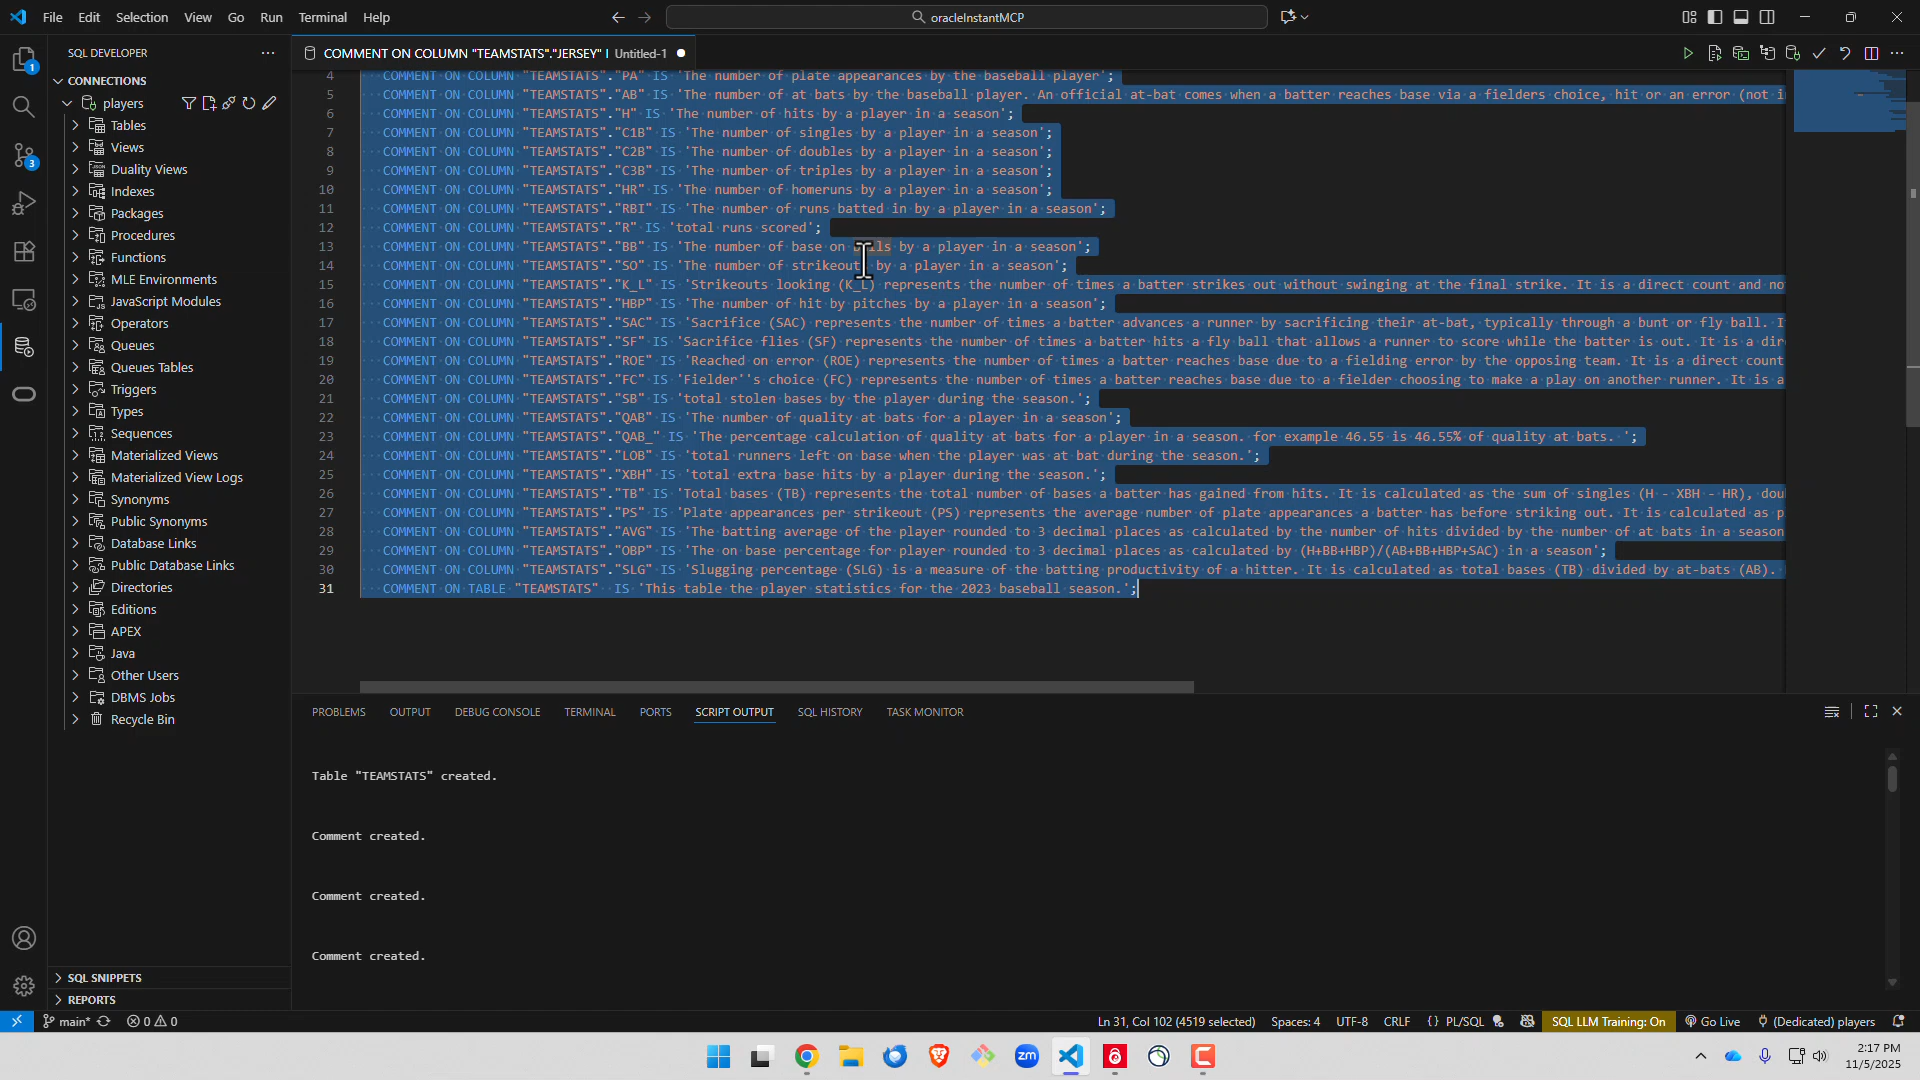 File Edit Selection View Go Run Terminal Help
oracleInstantMCP
SQL DEVELOPER
CONNECTIONS
players
Tables
Views
Duality Views
Indexes
Packages
Procedures
Functions
MLE Environments
JavaScript Modules
Operators
Queues
Queues Tables
Triggers
Types
Sequences
Materialized Views
Materialized View Logs
Synonyms
Public Synonyms
Database Links
Public Database Links
Directories
Editions
APEX
Java
Other Users
DBMS Jobs
Recycle Bin
SQL SNIPPETS
REPORTS
1
3
COMMENT ON COLUMN "TEAMSTATS"."JERSEY" I Untitled-1
4 COMMENT ON COLUMN "TEAMSTATS"."PA" IS 'The number of plate appearances by the baseball player';
5 COMMENT ON COLUMN "TEAMSTATS"."AB" IS 'The number of at bats by the baseball player. An official at-bat comes when a batter reaches base via a fielders choice, hit or an error (not i
6 COMMENT ON COLUMN "TEAMSTATS"."H" IS 'The number of hits by a player in a season';
7 COMMENT ON COLUMN "TEAMSTATS"."C1B" IS 'The number of singles by a player in a season';
8 COMMENT ON COLUMN "TEAMSTATS"."C2B" IS 'The number of doubles by a player in a season';
9 COMMENT ON COLUMN "TEAMSTATS"."C3B" IS 'The number of triples by a player in a season';
10 COMMENT ON COLUMN "TEAMSTATS"."HR" IS 'The number of homeruns by a player in a season';
11 COMMENT ON COLUMN "TEAMSTATS"."RBI" IS 'The number of runs batted in by a player in a season';
12 COMMENT ON COLUMN "TEAMSTATS"."R" IS 'total runs scored';
13 COMMENT ON COLUMN "TEAMSTATS"."BB" IS 'The number of base on balls by a player in a season';
14 COMMENT ON COLUMN "TEAMSTATS"."SO" IS 'The number of strikeouts by a player in a season';
15 COMMENT ON COLUMN "TEAMSTATS"."K_L" IS 'Strikeouts looking (K_L) represents the number of times a batter strikes out without swinging at the final strike. It is a direct count and no
16 COMMENT ON COLUMN "TEAMSTATS"."HBP" IS 'The number of hit by pitches by a player in a season';
17 COMMENT ON COLUMN "TEAMSTATS"."SAC" IS 'Sacrifice (SAC) represents the number of times a batter advances a runner by sacrificing their at-bat, typically through a bunt or fly ball. I
18 COMMENT ON COLUMN "TEAMSTATS"."SF" IS 'Sacrifice flies (SF) represents the number of times a batter hits a fly ball that allows a runner to score while the batter is out. It is a dir
19 COMMENT ON COLUMN "TEAMSTATS"."ROE" IS 'Reached on error (ROE) represents the number of times a batter reaches base due to a fielding error by the opposing team. It is a direct count
20 COMMENT ON COLUMN "TEAMSTATS"."FC" IS 'Fielder''s choice (FC) represents the number of times a batter reaches base due to a fielder choosing to make a play on another runner. It is a
21 COMMENT ON COLUMN "TEAMSTATS"."SB" IS 'total stolen bases by the player during the season.';
22 COMMENT ON COLUMN "TEAMSTATS"."QAB" IS 'The number of quality at bats for a player in a season';
23 COMMENT ON COLUMN "TEAMSTATS"."QAB_" IS 'The percentage calculation of quality at bats for a player in a season. for example 46.55 is 46.55% of quality at bats. ';
24 COMMENT ON COLUMN "TEAMSTATS"."LOB" IS 'total runners left on base when the player was at bat during the season.';
25 COMMENT ON COLUMN "TEAMSTATS"."XBH" IS 'total extra base hits by a player during the season.';
26 COMMENT ON COLUMN "TEAMSTATS"."TB" IS 'Total bases (TB) represents the total number of bases a batter has gained from hits. It is calculated as the sum of singles (H - XBH - HR), dou
27 COMMENT ON COLUMN "TEAMSTATS"."PS" IS 'Plate appearances per strikeout (PS) represents the average number of plate appearances a batter has before striking out. It is calculated as p
28 COMMENT ON COLUMN "TEAMSTATS"."AVG" IS 'The batting average of the player rounded to 3 decimal places as calculated by the number of hits divided by the number of at bats in a season
29 COMMENT ON COLUMN "TEAMSTATS"."OBP" IS 'The on base percentage for player rounded to 3 decimal places as calculated by (H+BB+HBP)/(AB+BB+HBP+SAC) in a season';
30 COMMENT ON COLUMN "TEAMSTATS"."SLG" IS 'Slugging percentage (SLG) is a measure of the batting productivity of a hitter. It is calculated as total bases (TB) divided by at-bats (AB).
31 COMMENT ON TABLE "TEAMSTATS"  IS 'This table the player statistics for the 2023 baseball season.';
PROBLEMS OUTPUT DEBUG CONSOLE TERMINAL PORTS SCRIPT OUTPUT SQL HISTORY TASK MONITOR
Table "TEAMSTATS" created.
Comment created.
Comment created.
Comment created.
main* 0 0 Ln 31, Col 102 (4519 selected) Spaces: 4 UTF-8 CRLF {} PL/SQL SQL LLM Training: On Go Live (Dedicated) players
zm
2:17 PM
11/5/2025